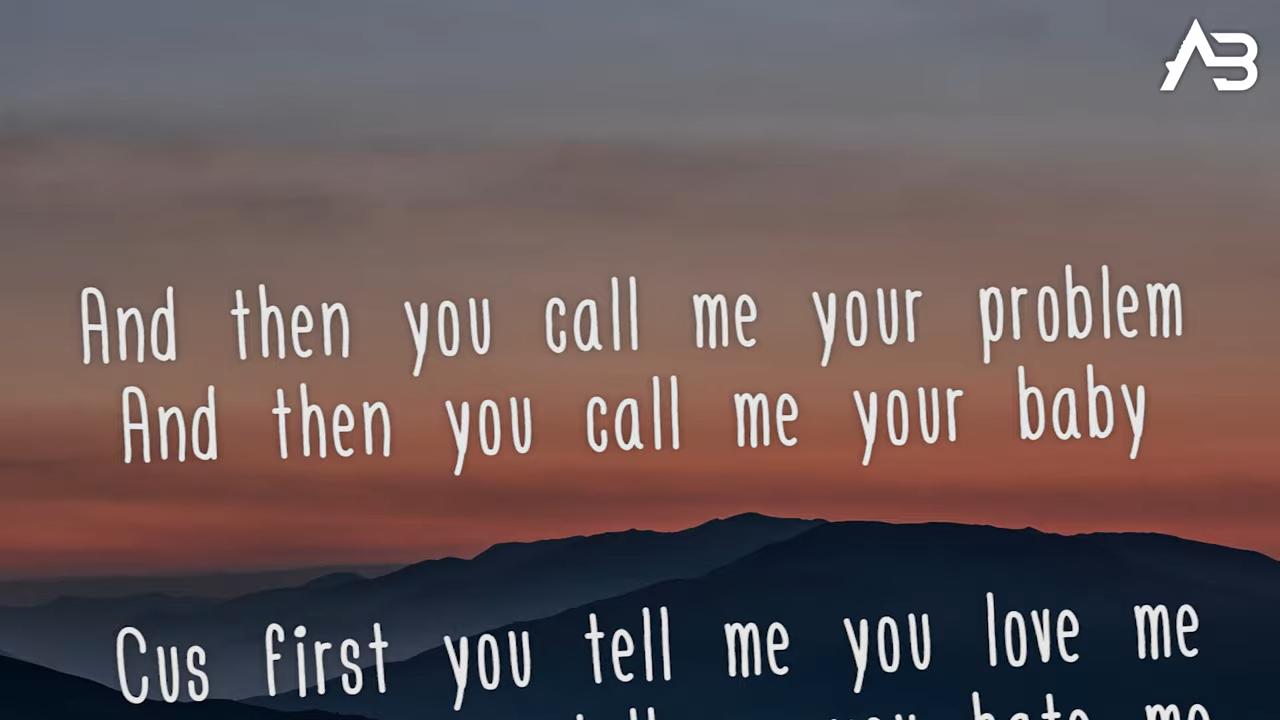 AB
And then you call me your problem
And then you call me your baby
Cus first you tell me you love me